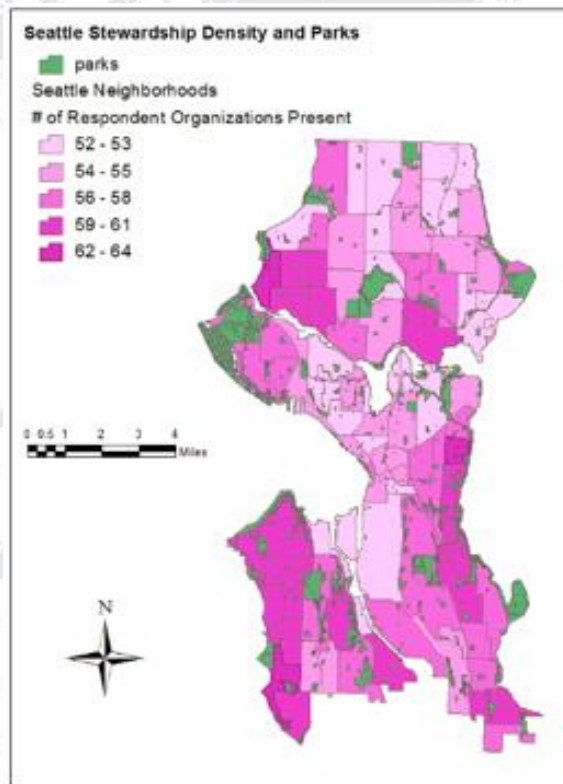 Seattle Stewardship Density and Parks
parks
Seattle Neighborhoods
# of Respondent Organizations Present
52 - 53
54 - 55
56 - 58
59 - 61
62 - 64
0 0.5 1 2 3 4
Miles
N